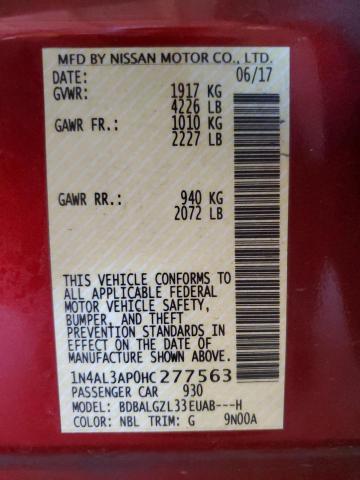 MFD BY NISSAN MOTOR CO., LTD.
DATE: 06/17
GVWR: 1917 KG
4226 LB
GAWR FR.: 1010 KG
2227 LB
GAWR RR.: 940 KG
2072 LB
THIS VEHICLE CONFORMS TO
ALL APPLICABLE FEDERAL
MOTOR VEHICLE SAFETY,
BUMPER, AND THEFT
PREVENTION STANDARDS IN
EFFECT ON THE DATE OF
MANUFACTURE SHOWN ABOVE.
1N4AL3AP0HC277563
PASSENGER CAR 930
MODEL: BDBALGZL33EUAB---H
COLOR: NBL TRIM: G 9N00A